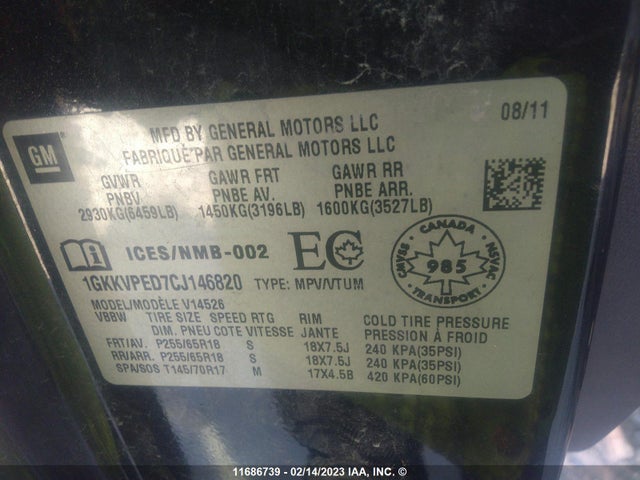 08/11
GM
MFD BY GENERAL MOTORS LLC
FABRIQUÉ PAR GENERAL MOTORS LLC
GVWR GAWR FRT GAWR RR
PNBV PNBE AV. PNBE ARR.
2930KG(6459LB) 1450KG(3196LB) 1600KG(3527LB)
ICES/NMB-002 EC
CANADA
CMVSS 985 NSVAC
TRANSPORT
1GKKVPED7CJ146820 TYPE: MPV/VTUM
MODEL/MODÈLE V14526
VBBW TIRE SIZE SPEED RTG RIM COLD TIRE PRESSURE
DIM. PNEU COTE VITESSE JANTE PRESSION À FROID
FRT/AV. P255/65R18 S 18X7.5J 240 KPA(35PSI)
RR/ARR. P255/65R18 S 18X7.5J 240 KPA(35PSI)
SPA/SOS T145/70R17 M 17X4.5B 420 KPA(60PSI)
11686739 - 02/14/2023 IAA, INC. ©